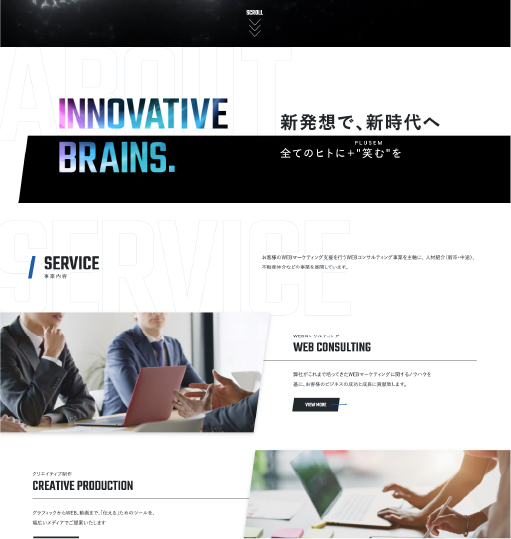 SCROLL
ABOUT
INNOVATIVE
BRAINS.
新発想で、新時代へ
PLUSEM
全てのヒトに+"笑む"を
SERVICE
SERVICE
事業内容
お客様のWEBマーケティング支援を行うWEBコンサルティング事業を主軸に、人材紹介(新卒・中途)、
不動産仲介などの事業を展開しています。
WEBコンサルティング
WEB CONSULTING
弊社がこれまで培ってきたWEBマーケティングに関するノウハウを
基に、お客様のビジネスの成功と成長に貢献致します。
VIEW MORE
クリエイティブ制作
CREATIVE PRODUCTION
グラフィックからWEB、動画まで、「伝える」ためのツールを、
幅広いメディアでご提案いたします